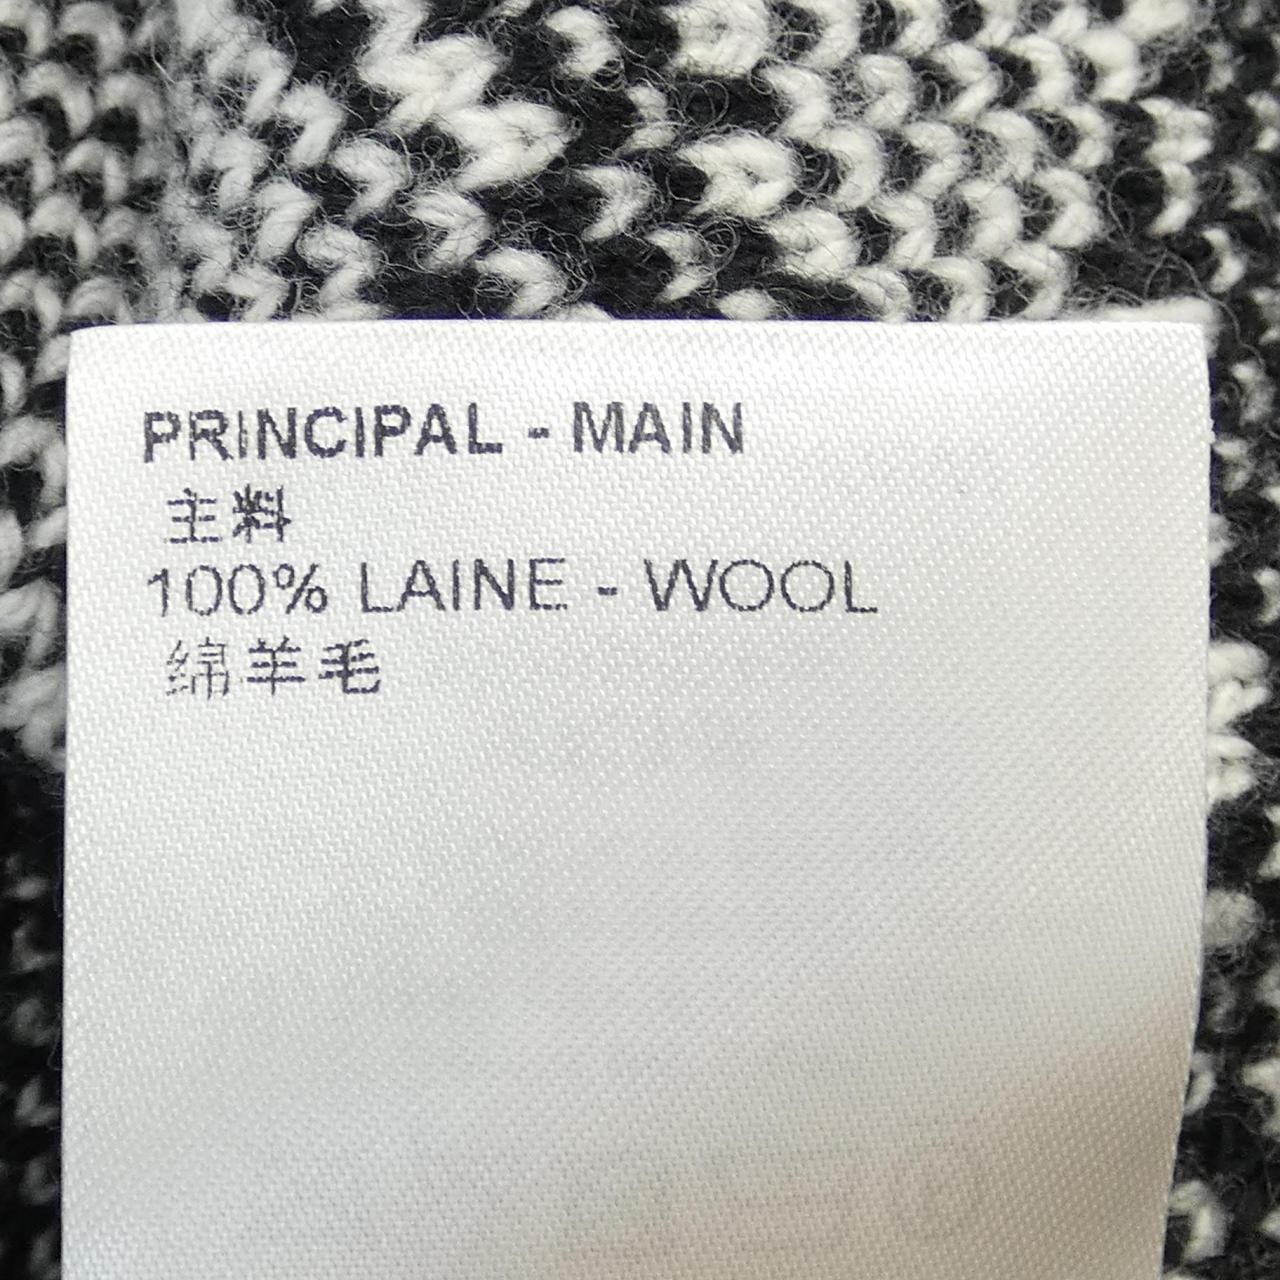 PRINCIPAL - MAIN
主料
100% LAINE - WOOL
绵羊毛